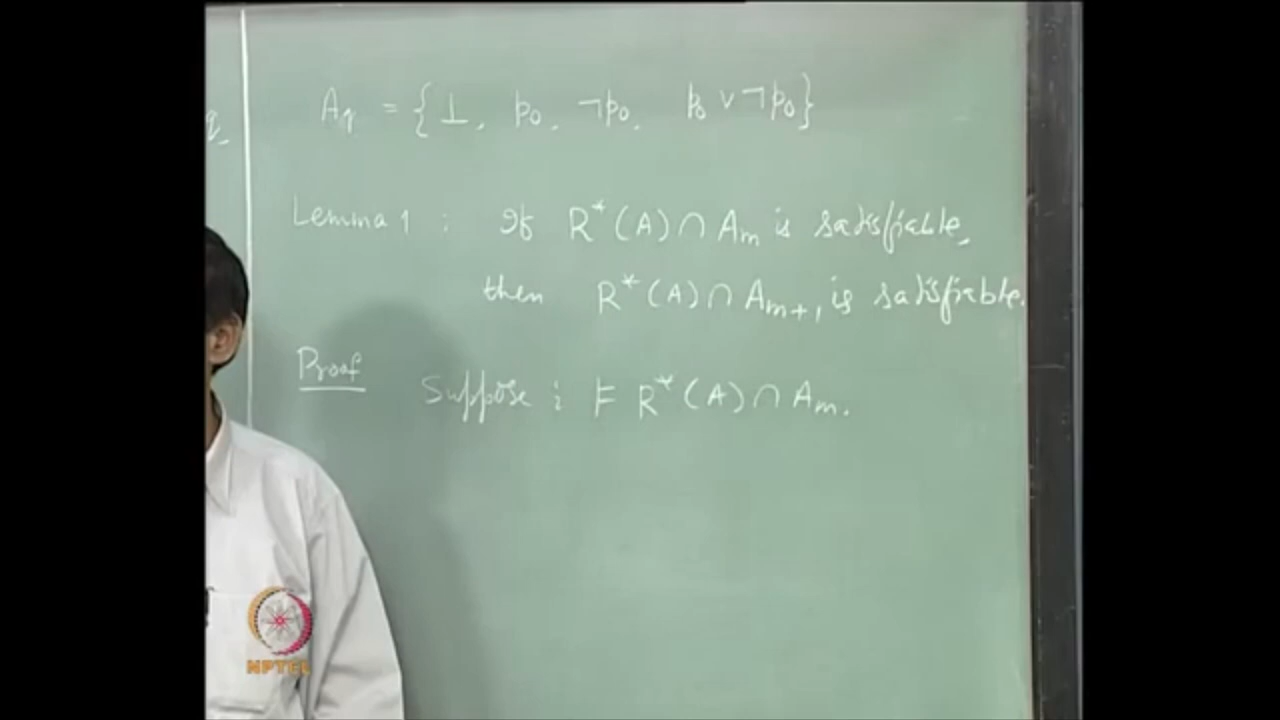 A_q = {⊥, p₀, ¬p₀, p₀ ∨ ¬p₀}
q
Lemma 1 : If R*(A) ∩ Aₘ is satisfiable,
then R*(A) ∩ Aₘ₊₁ is satisfiable.
Proof Suppose i ⊨ R*(A) ∩ Aₘ.
NPTEL